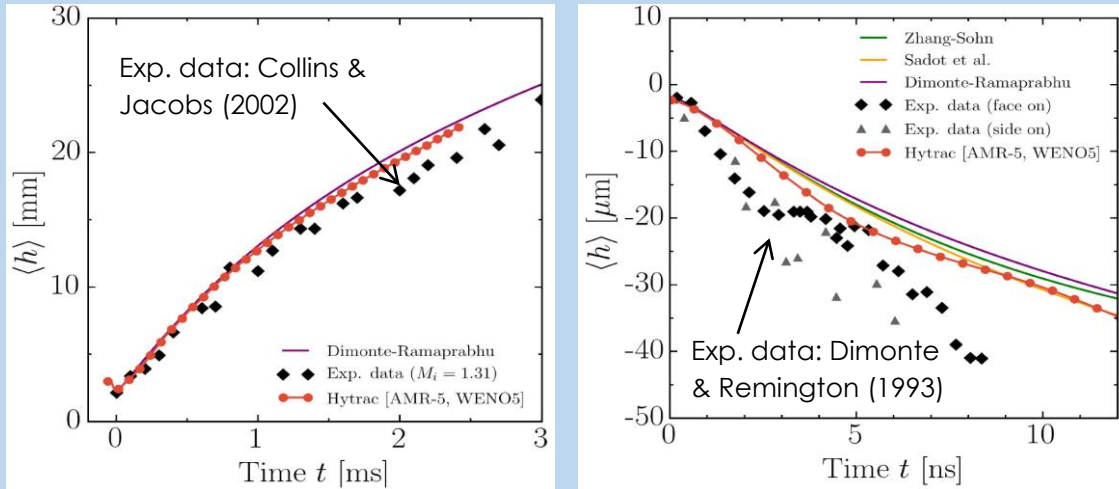 30
20
10
0
⟨h⟩ [mm]
Exp. data: Collins &
Jacobs (2002)
Dimonte-Ramaprabhu
Exp. data (Mᵢ = 1.31)
Hytrac [AMR-5, WENO5]
0
1
2
3
Time t [ms]
0
-10
-20
-30
-40
-50
⟨h⟩ [μm]
Zhang-Sohn
Sadot et al.
Dimonte-Ramaprabhu
Exp. data (face on)
Exp. data (side on)
Hytrac [AMR-5, WENO5]
Exp. data: Dimonte
& Remington (1993)
0
5
10
Time t [ns]